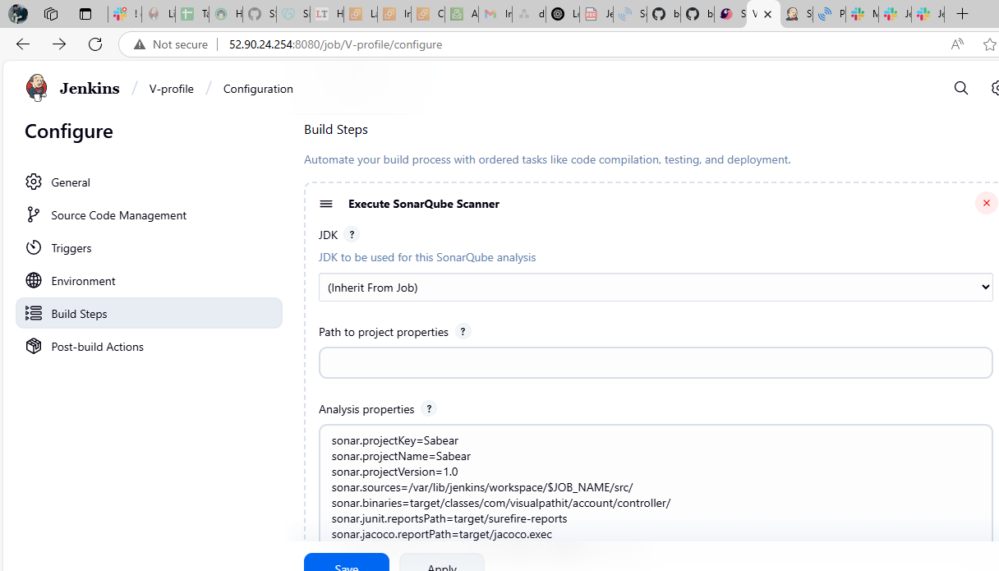 Not secure
52.90.24.254:8080/job/V-profile/configure
Jenkins / V-profile / Configuration
Configure
General
Source Code Management
Triggers
Environment
Build Steps
Post-build Actions
Build Steps
Automate your build process with ordered tasks like code compilation, testing, and deployment.
Execute SonarQube Scanner
JDK ?
JDK to be used for this SonarQube analysis
(Inherit From Job)
Path to project properties ?
Analysis properties ?
sonar.projectKey=Sabear
sonar.projectName=Sabear
sonar.projectVersion=1.0
sonar.sources=/var/lib/jenkins/workspace/$JOB_NAME/src/
sonar.binaries=target/classes/com/visualpathit/account/controller/
sonar.junit.reportsPath=target/surefire-reports
sonar.jacoco.reportPath=target/jacoco.exec
Save
Apply